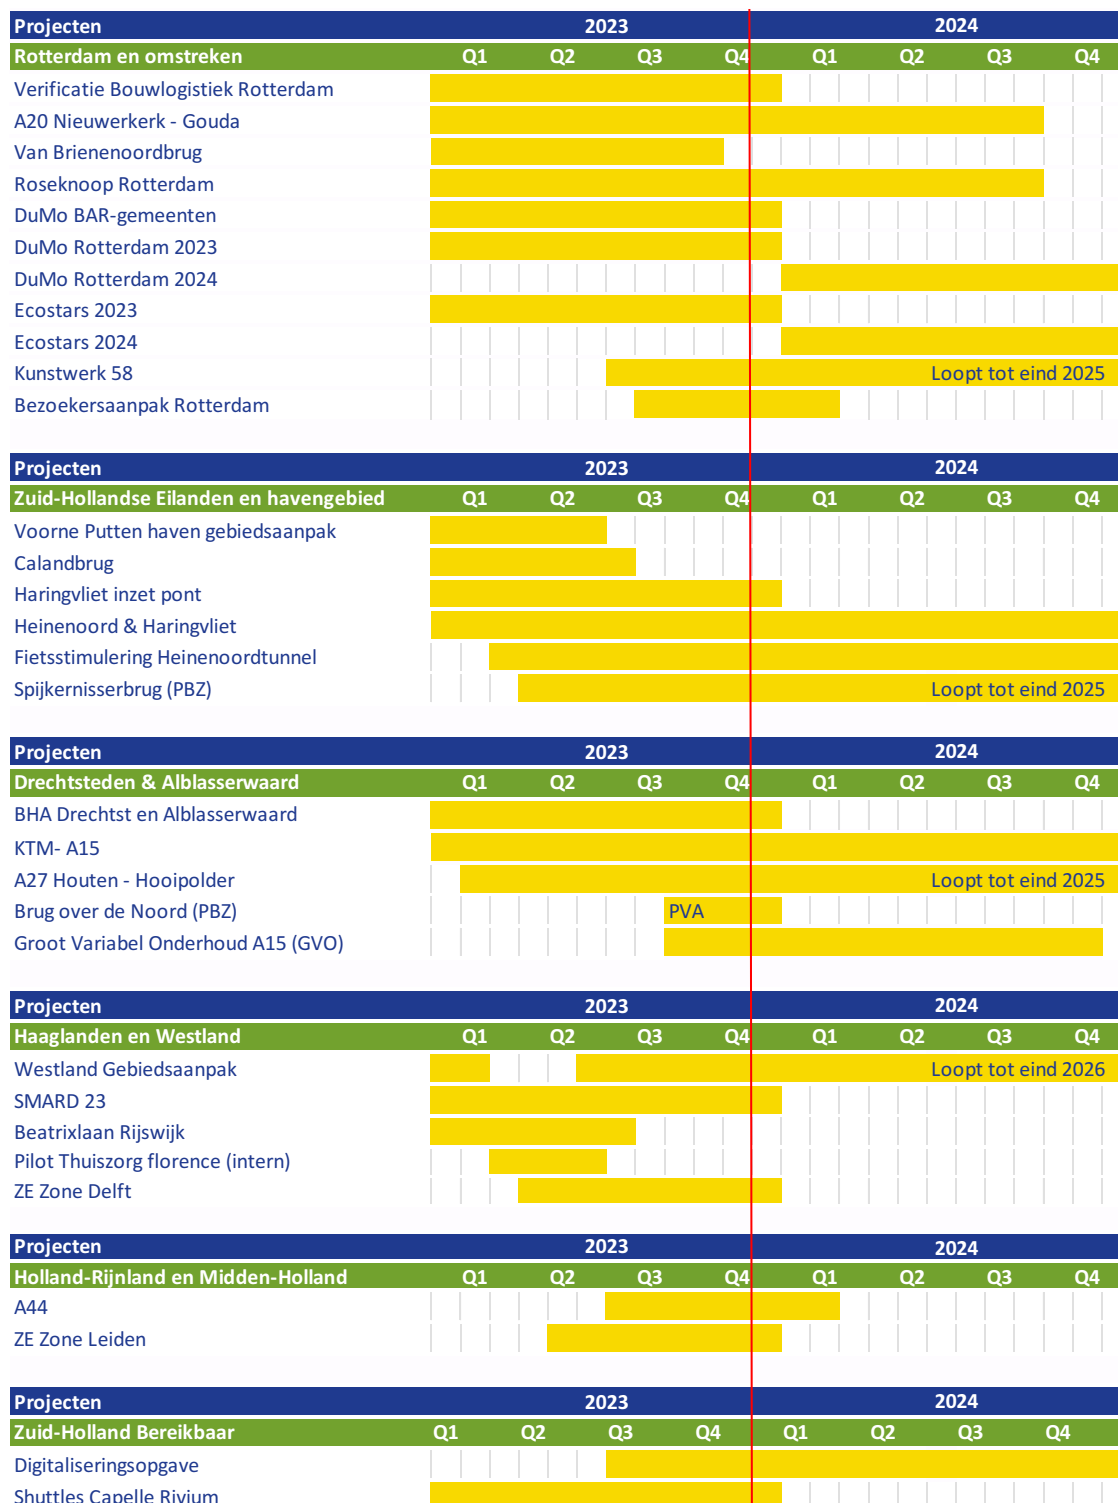 Projecten 2023 2024
Rotterdam en omstreken Q1 Q2 Q3 Q4 Q1 Q2 Q3 Q4
Verificatie Bouwlogistiek Rotterdam
A20 Nieuwerkerk - Gouda
Van Brienenoordbrug
Roseknoop Rotterdam
DuMo BAR-gemeenten
DuMo Rotterdam 2023
DuMo Rotterdam 2024
Ecostars 2023
Ecostars 2024
Kunstwerk 58 Loopt tot eind 2025
Bezoekersaanpak Rotterdam
Projecten 2023 2024
Zuid-Hollandse Eilanden en havengebied Q1 Q2 Q3 Q4 Q1 Q2 Q3 Q4
Voorne Putten haven gebiedsaanpak
Calandbrug
Haringvliet inzet pont
Heinenoord & Haringvliet
Fietsstimulering Heinenoordtunnel
Spijkernisserbrug (PBZ) Loopt tot eind 2025
Projecten 2023 2024
Drechtsteden & Alblasserwaard Q1 Q2 Q3 Q4 Q1 Q2 Q3 Q4
BHA Drechtst en Alblasserwaard
KTM- A15
A27 Houten - Hooipolder Loopt tot eind 2025
Brug over de Noord (PBZ) PVA
Groot Variabel Onderhoud A15 (GVO)
Projecten 2023 2024
Haaglanden en Westland Q1 Q2 Q3 Q4 Q1 Q2 Q3 Q4
Westland Gebiedsaanpak Loopt tot eind 2026
SMARD 23
Beatrixlaan Rijswijk
Pilot Thuiszorg florence (intern)
ZE Zone Delft
Projecten 2023 2024
Holland-Rijnland en Midden-Holland Q1 Q2 Q3 Q4 Q1 Q2 Q3 Q4
A44
ZE Zone Leiden
Projecten 2023 2024
Zuid-Holland Bereikbaar Q1 Q2 Q3 Q4 Q1 Q2 Q3 Q4
Digitaliseringsopgave
Shuttles Capelle Rivium